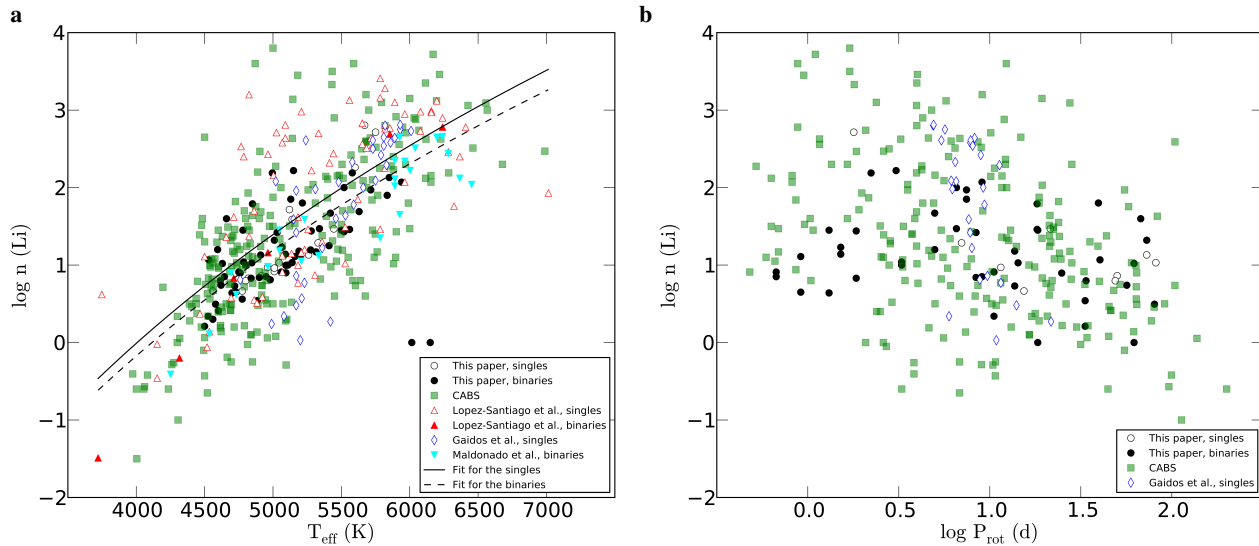 a
4
3
2
1
0
−1
−2
log n (Li)
4000 4500 5000 5500 6000 6500 7000
T_eff (K)
This paper, singles
This paper, binaries
CABS
Lopez-Santiago et al., singles
Lopez-Santiago et al., binaries
Gaidos et al., singles
Maldonado et al., binaries
Fit for the singles
Fit for the binaries
b
4
3
2
1
0
−1
−2
log n (Li)
0.0 0.5 1.0 1.5 2.0
log P_rot (d)
This paper, singles
This paper, binaries
CABS
Gaidos et al., singles